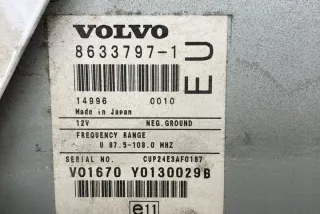 VOLVO
8633797-1
EU
14996 0010
Made in Japan
12V NEG.GROUND
FREQUENCY RANGE
U 87.5-108.0 MHZ
SERIAL NO. CUP24E3AF0187
V01670 Y0130029B
e11